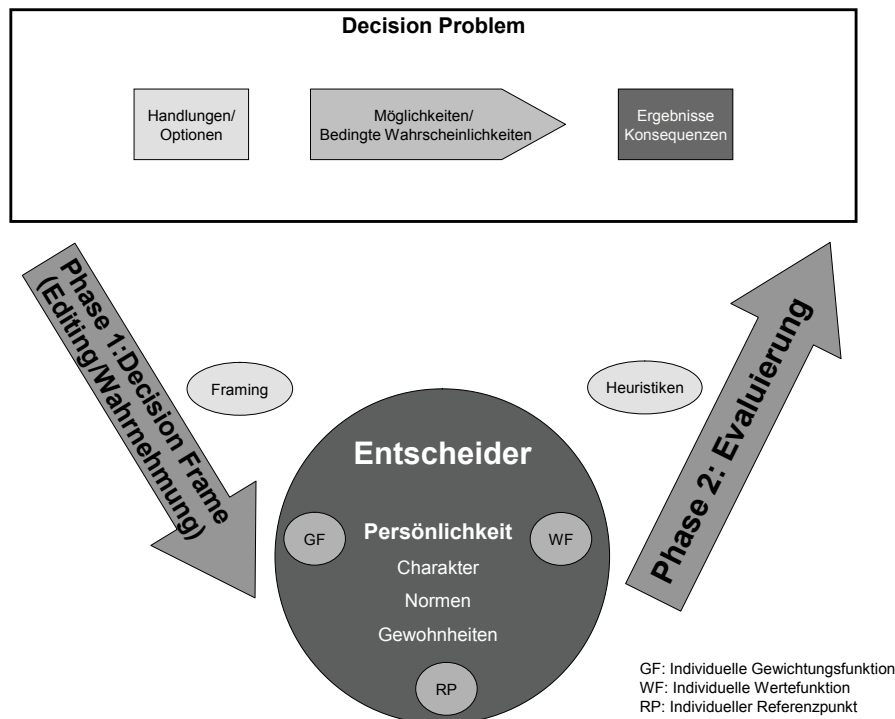 Decision Problem
Handlungen/
Optionen
Möglichkeiten/
Bedingte Wahrscheinlichkeiten
Ergebnisse
Konsequenzen
Phase 1:Decision Frame
(Editing/Wahrnehmung)
Framing
Heuristiken
Phase 2: Evaluierung
Entscheider
Persönlichkeit
GF
WF
Charakter
Normen
Gewohnheiten
RP
GF: Individuelle Gewichtungsfunktion
WF: Individuelle Wertefunktion
RP: Individueller Referenzpunkt